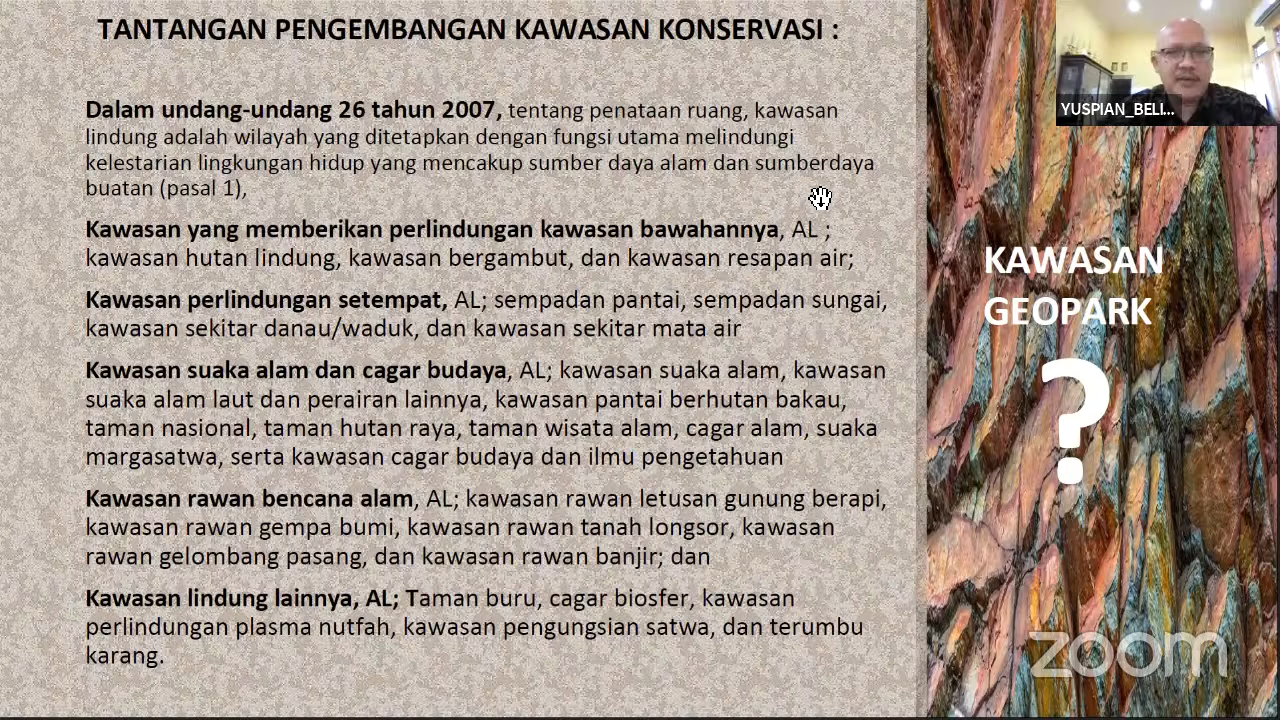 TANTANGAN PENGEMBANGAN KAWASAN KONSERVASI :
Dalam undang-undang 26 tahun 2007, tentang penataan ruang, kawasan
lindung adalah wilayah yang ditetapkan dengan fungsi utama melindungi
kelestarian lingkungan hidup yang mencakup sumber daya alam dan sumberdaya
buatan (pasal 1),
Kawasan yang memberikan perlindungan kawasan bawahannya, AL ;
kawasan hutan lindung, kawasan bergambut, dan kawasan resapan air;
Kawasan perlindungan setempat, AL; sempadan pantai, sempadan sungai,
kawasan sekitar danau/waduk, dan kawasan sekitar mata air
Kawasan suaka alam dan cagar budaya, AL; kawasan suaka alam, kawasan
suaka alam laut dan perairan lainnya, kawasan pantai berhutan bakau,
taman nasional, taman hutan raya, taman wisata alam, cagar alam, suaka
margasatwa, serta kawasan cagar budaya dan ilmu pengetahuan
Kawasan rawan bencana alam, AL; kawasan rawan letusan gunung berapi,
kawasan rawan gempa bumi, kawasan rawan tanah longsor, kawasan
rawan gelombang pasang, dan kawasan rawan banjir; dan
Kawasan lindung lainnya, AL; Taman buru, cagar biosfer, kawasan
perlindungan plasma nutfah, kawasan pengungsian satwa, dan terumbu
karang.
YUSPIAN_BELI...
KAWASAN
GEOPARK
?
zoom